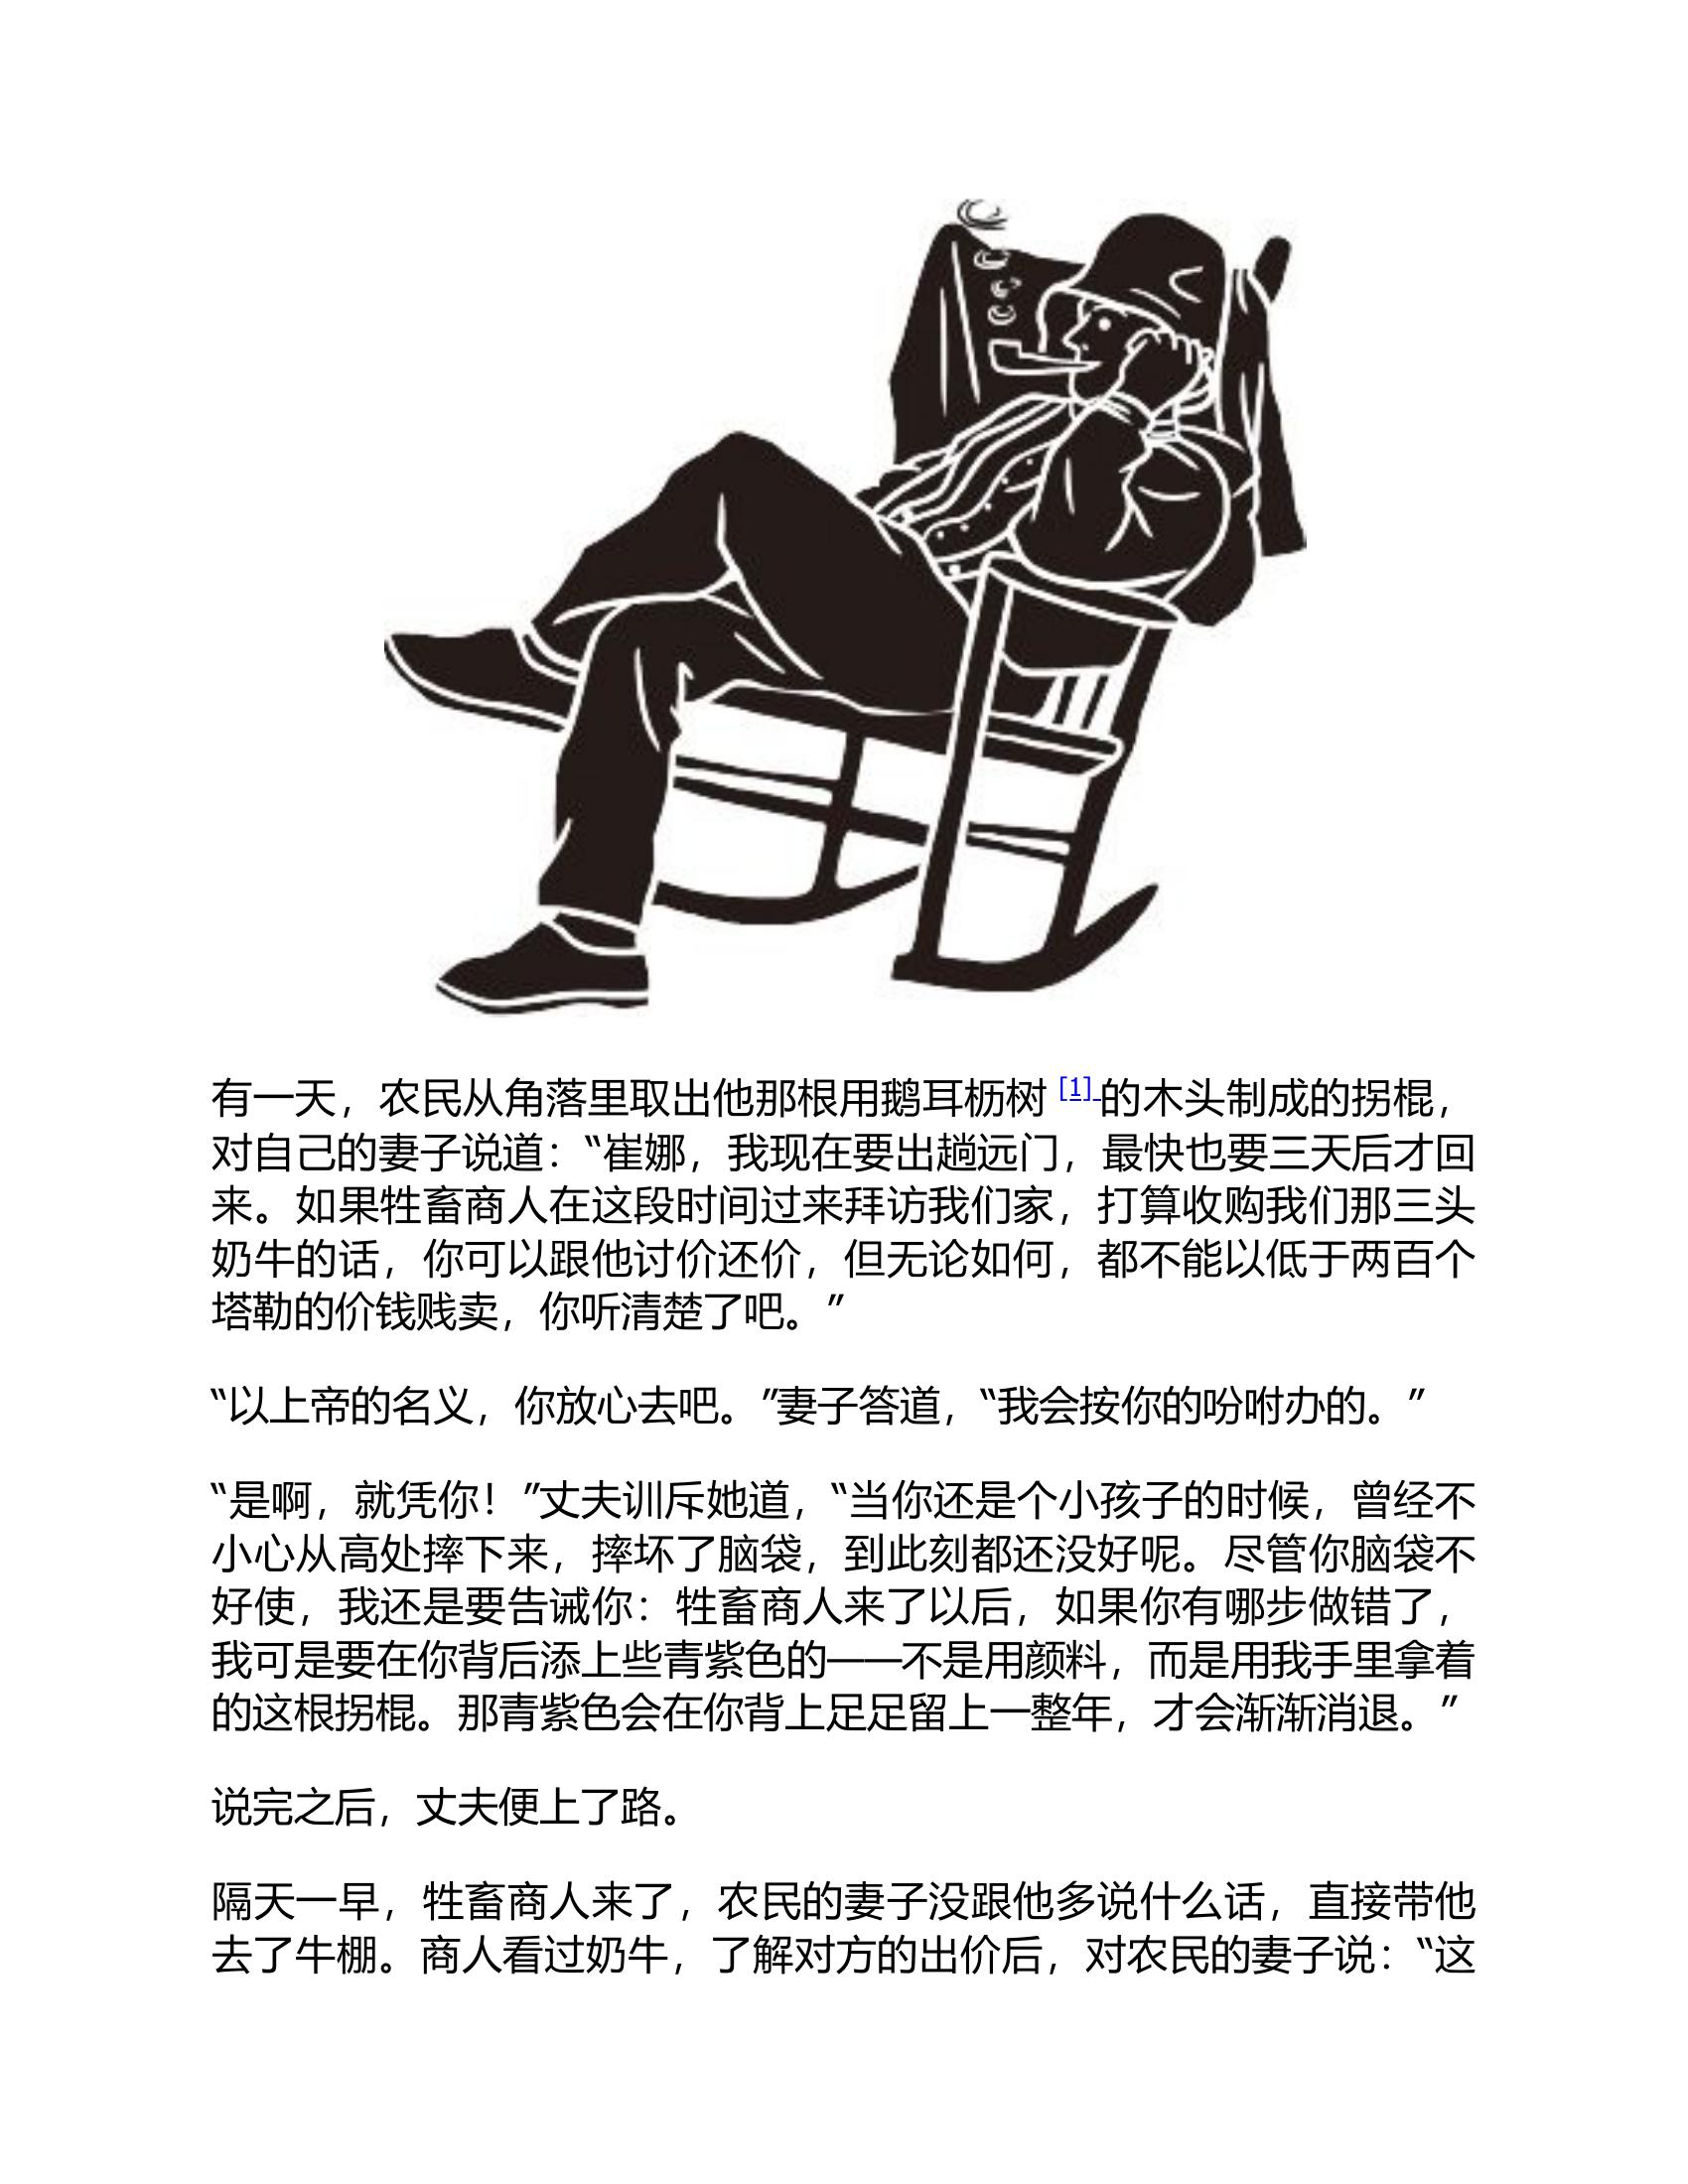 有一天，农民从角落里取出他那根用鹅耳枥树 [1] 的木头制成的拐棍，
对自己的妻子说道：“崔娜，我现在要出趟远门，最快也要三天后才回
来。如果牲畜商人在这段时间过来拜访我们家，打算收购我们那三头
奶牛的话，你可以跟他讨价还价，但无论如何，都不能以低于两百个
塔勒的价钱贱卖，你听清楚了吧。”
“以上帝的名义，你放心去吧。”妻子答道，“我会按你的吩咐办的。”
“是啊，就凭你！”丈夫训斥她道，“当你还是个小孩子的时候，曾经不
小心从高处摔下来，摔坏了脑袋，到此刻都还没好呢。尽管你脑袋不
好使，我还是要告诫你：牲畜商人来了以后，如果你有哪步做错了，
我可是要在你背后添上些青紫色的——不是用颜料，而是用我手里拿着
的这根拐棍。那青紫色会在你背上足足留上一整年，才会渐渐消退。”
说完之后，丈夫便上了路。
隔天一早，牲畜商人来了，农民的妻子没跟他多说什么话，直接带他
去了牛棚。商人看过奶牛，了解对方的出价后，对农民的妻子说：“这